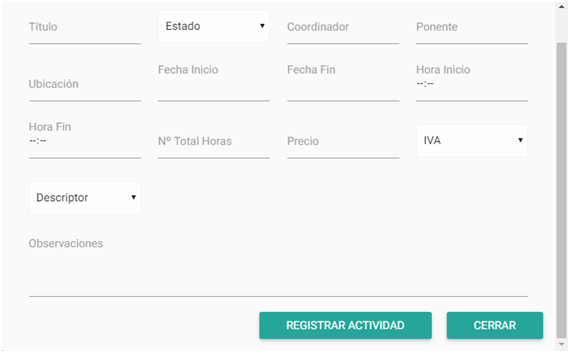 Título
Estado
Coordinador
Ponente
Ubicación
Fecha Inicio
Fecha Fin
Hora Inicio
--:--
Hora Fin
--:--
Nº Total Horas
Precio
IVA
Descriptor
Observaciones
REGISTRAR ACTIVIDAD
CERRAR